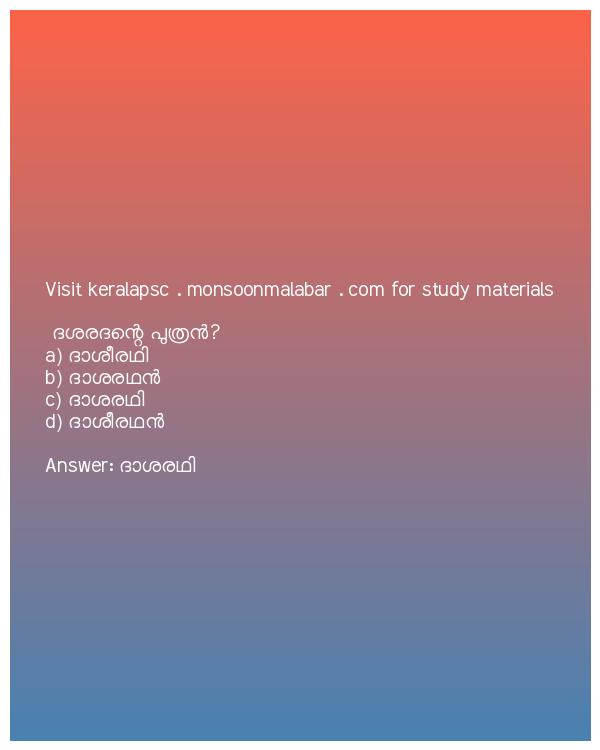 Visit keralapsc . monsoonmalabar . com for study materials
ദശരദന്റെ പുത്രൻ?
a) ദാശീരഥി
b) ദാശരഥൻ
c) ദാശരഥി
d) ദാശീരഥൻ
Answer: ദാശരഥി